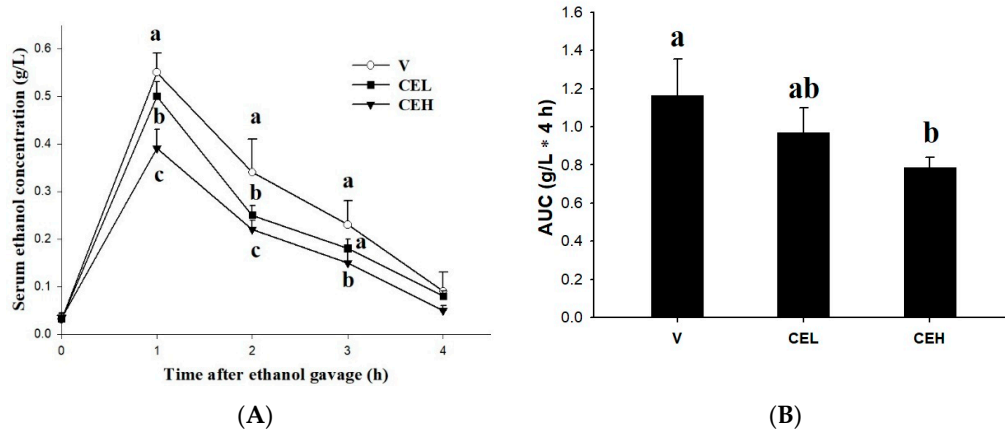 a
0.6
V
CEL
CEH
0.5
b
a
0.4
c
a
0.3
b
0.2
c
a
b
0.1
0.0
0 1 2 3 4
Serum ethanol concentration (g/L)
Time after ethanol gavage (h)
(A)
1.6
1.4
1.2
1.0
0.8
0.6
0.4
0.2
0.0
AUC (g/L * 4 h)
a
ab
b
V CEL CEH
(B)